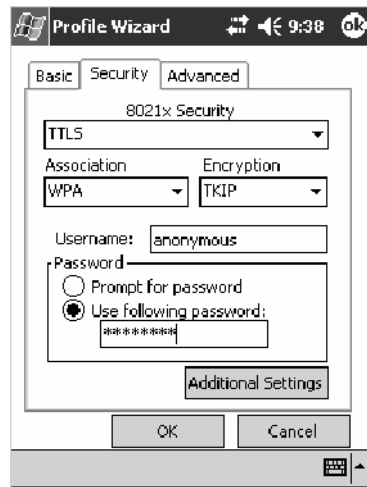 Profile Wizard 9:38 ok
Basic Security Advanced
8021x Security
TTLS
Association Encryption
WPA TKIP
Username: anonymous
Password
Prompt for password
Use following password:
********
Additional Settings
OK Cancel